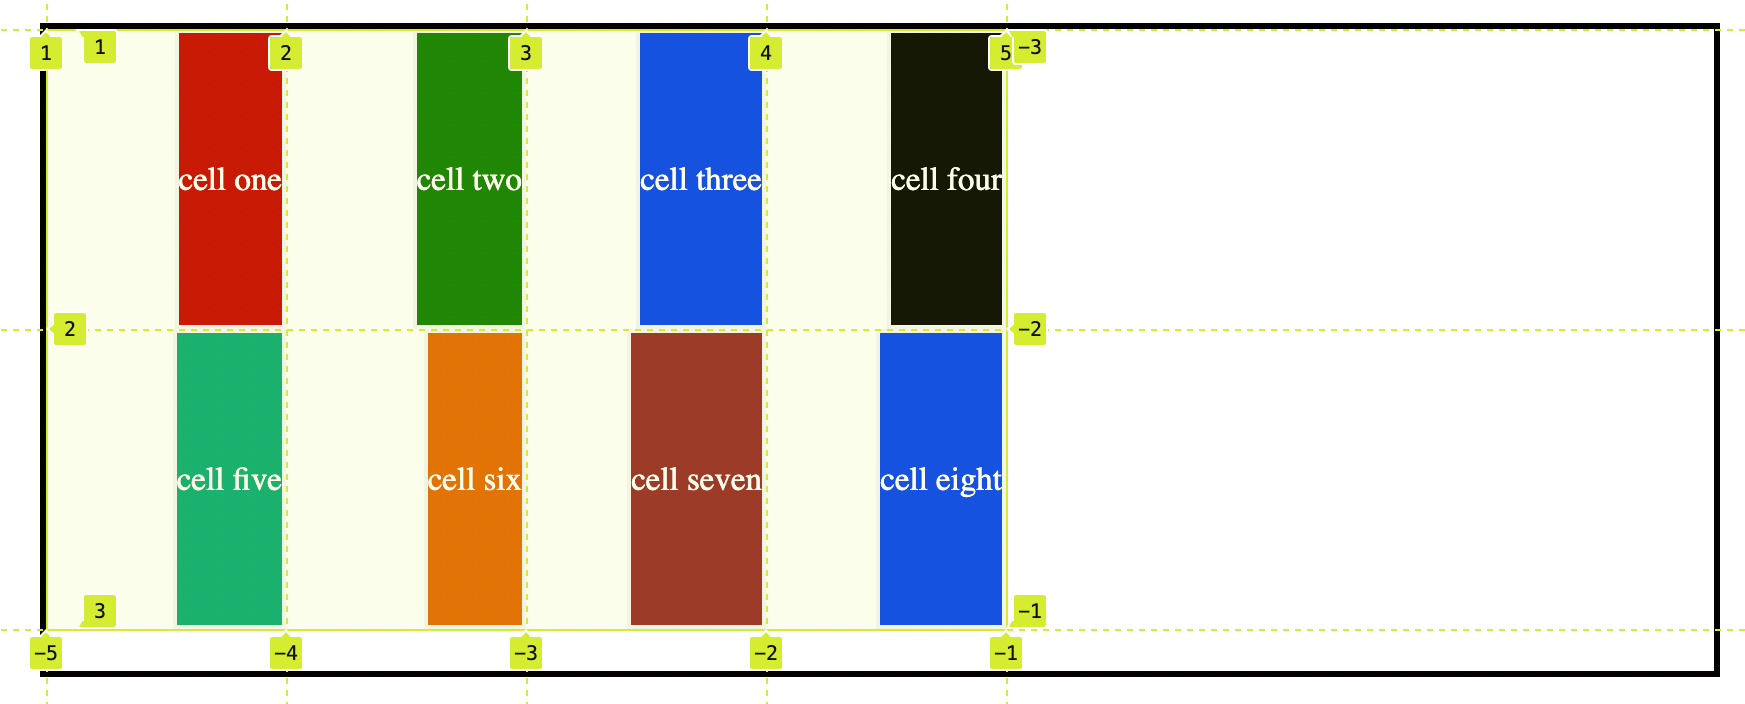 1 1 2 3 4 5 −3
cell one cell two cell three cell four
2 −2
cell five cell six cell seven cell eight
3 −1
−5 −4 −3 −2 −1